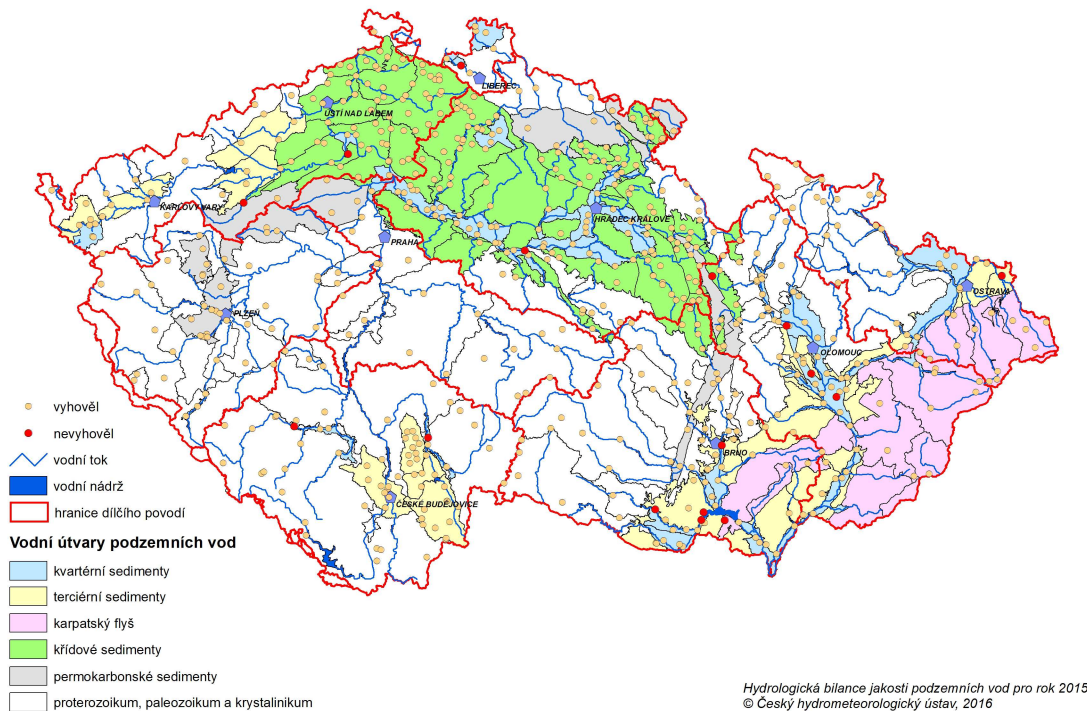 LIBEREC
ÚSTÍ NAD LABEM
KARLOVY VARY
HRADEC KRÁLOVÉ
PRAHA
OSTRAVA
PLZEŇ
OLOMOUC
BRNO
ČESKÉ BUDĚJOVICE
vyhověl
nevyhověl
vodní tok
vodní nádrž
hranice dílčího povodí
Vodní útvary podzemních vod
kvartérní sedimenty
terciérní sedimenty
karpatský flyš
křídové sedimenty
permokarbonské sedimenty
proterozoikum, paleozoikum a krystalinikum
Hydrologická bilance jakosti podzemních vod pro rok 2015
© Český hydrometeorologický ústav, 2016